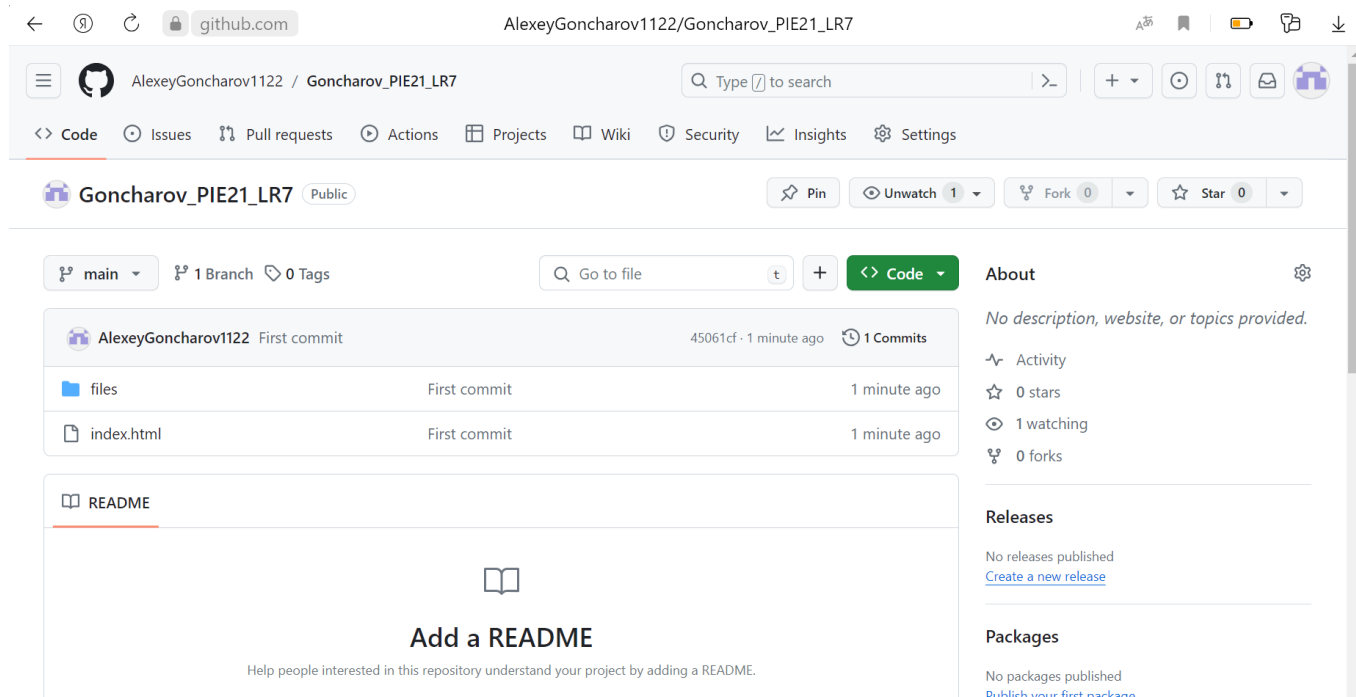 Я github.com AlexeyGoncharov1122/Goncharov_PIE21_LR7
AlexeyGoncharov1122 / Goncharov_PIE21_LR7 Type / to search
Code Issues Pull requests Actions Projects Wiki Security Insights Settings
Goncharov_PIE21_LR7 Public Pin Unwatch 1 Fork 0 Star 0
main 1 Branch 0 Tags Go to file t + Code
About
No description, website, or topics provided.
AlexeyGoncharov1122 First commit 45061cf · 1 minute ago 1 Commits
files First commit 1 minute ago
index.html First commit 1 minute ago
Activity
0 stars
1 watching
0 forks
README
Add a README
Help people interested in this repository understand your project by adding a README.
Releases
No releases published
Create a new release
Packages
No packages published
Publish your first package